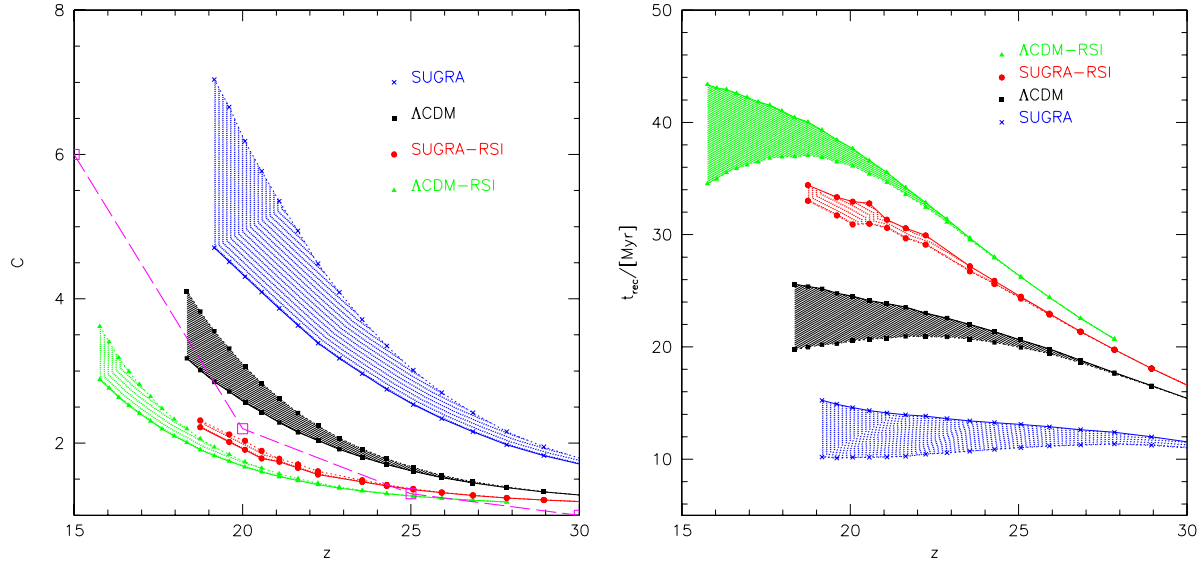 8
6
4
2
C
15
20
25
30
z
SUGRA
ΛCDM
SUGRA-RSI
ΛCDM-RSI
50
40
30
20
10
t_rec/[Myr]
15
20
25
30
z
ΛCDM-RSI
SUGRA-RSI
ΛCDM
SUGRA